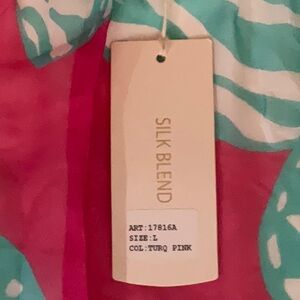 SILK BLEND
ART:17816A
SIZE:L
COL:TURQ PINK